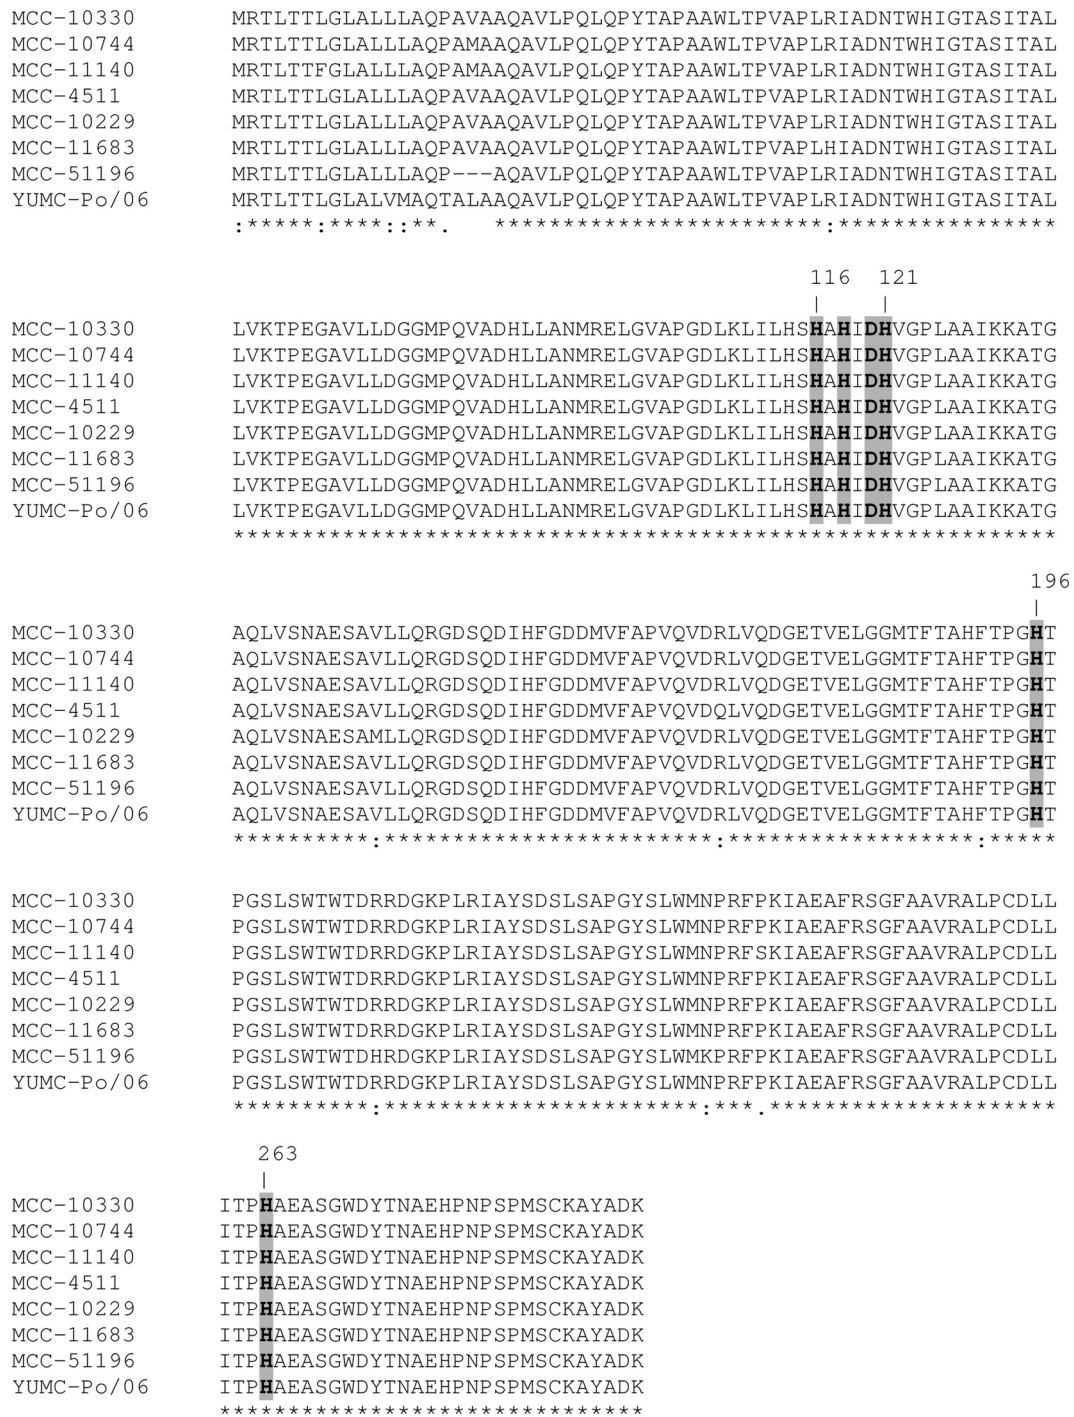 MCC-10330 MRTLTTLGLALLLAQPAVAAQAVLPQLQPYTAPAAWLTPVAPLRIADNTWHIGTASITAL
MCC-10744 MRTLTTLGLALLLAQPAMAAQAVLPQLQPYTAPAAWLTPVAPLRIADNTWHIGTASITAL
MCC-11140 MRTLTTFGLALLLAQPAMAAQAVLPQLQPYTAPAAWLTPVAPLRIADNTWHIGTASITAL
MCC-4511 MRTLTTLGLALLLAQPAVAAQAVLPQLQPYTAPAAWLTPVAPLRIADNTWHIGTASITAL
MCC-10229 MRTLTTLGLALLLAQPAVAAQAVLPQLQPYTAPAAWLTPVAPLRIADNTWHIGTASITAL
MCC-11683 MRTLTTLGLALLLAQPAVAAQAVLPQLQPYTAPAAWLTPVAPLHIADNTWHIGTASITAL
MCC-51196 MRTLTTLGLALLLAQP---AQAVLPQLQPYTAPAAWLTPVAPLRIADNTWHIGTASITAL
YUMC-Po/06 MRTLTTLGLALVMAQTALAAQAVLPQLQPYTAPAAWLTPVAPLRIADNTWHIGTASITAL
:*****:****::**.   ************************:****************
116 121
| |
MCC-10330 LVKTPEGAVLLDGGMPQVADHLLANMRELGVAPGDLKLILHSHAHIDHVGPLAAIKKATG
MCC-10744 LVKTPEGAVLLDGGMPQVADHLLANMRELGVAPGDLKLILHSHAHIDHVGPLAAIKKATG
MCC-11140 LVKTPEGAVLLDGGMPQVADHLLANMRELGVAPGDLKLILHSHAHIDHVGPLAAIKKATG
MCC-4511 LVKTPEGAVLLDGGMPQVADHLLANMRELGVAPGDLKLILHSHAHIDHVGPLAAIKKATG
MCC-10229 LVKTPEGAVLLDGGMPQVADHLLANMRELGVAPGDLKLILHSHAHIDHVGPLAAIKKATG
MCC-11683 LVKTPEGAVLLDGGMPQVADHLLANMRELGVAPGDLKLILHSHAHIDHVGPLAAIKKATG
MCC-51196 LVKTPEGAVLLDGGMPQVADHLLANMRELGVAPGDLKLILHSHAHIDHVGPLAAIKKATG
YUMC-Po/06 LVKTPEGAVLLDGGMPQVADHLLANMRELGVAPGDLKLILHSHAHIDHVGPLAAIKKATG
************************************************************
196
|
MCC-10330 AQLVSNAESAVLLQRGDSQDIHFGDDMVFAPVQVDRLVQDGETVELGGMTFTAHFTPGHT
MCC-10744 AQLVSNAESAVLLQRGDSQDIHFGDDMVFAPVQVDRLVQDGETVELGGMTFTAHFTPGHT
MCC-11140 AQLVSNAESAVLLQRGDSQDIHFGDDMVFAPVQVDRLVQDGETVELGGMTFTAHFTPGHT
MCC-4511 AQLVSNAESAVLLQRGDSQDIHFGDDMVFAPVQVDQLVQDGETVELGGMTFTAHFTPGHT
MCC-10229 AQLVSNAESAMLLQRGDSQDIHFGDDMVFAPVQVDRLVQDGETVELGGMTFTAHFTPGHT
MCC-11683 AQLVSNAESAVLLQRGDSQDIHFGDDMVFAPVQVDRLVQDGETVELGGMTFTAHFTPGHT
MCC-51196 AQLVSNAESAVLLQRGDSQDIHFGDDMVFAPVQVDRLVQDGETVELGGMTFTAHFTPGHT
YUMC-Po/06 AQLVSNAESAVLLQRGDSQDIHFGDDMVFAPVQVDRLVQDGETVELGGMTFTAHFTPGHT
**********:************************:******************:*****
MCC-10330 PGSLSWTWTDRRDGKPLRIAYSDSLSAPGYSLWMNPRFPKIAEAFRSGFAAVRALPCDLL
MCC-10744 PGSLSWTWTDRRDGKPLRIAYSDSLSAPGYSLWMNPRFPKIAEAFRSGFAAVRALPCDLL
MCC-11140 PGSLSWTWTDRRDGKPLRIAYSDSLSAPGYSLWMNPRFSKIAEAFRSGFAAVRALPCDLL
MCC-4511 PGSLSWTWTDRRDGKPLRIAYSDSLSAPGYSLWMNPRFPKIAEAFRSGFAAVRALPCDLL
MCC-10229 PGSLSWTWTDRRDGKPLRIAYSDSLSAPGYSLWMNPRFPKIAEAFRSGFAAVRALPCDLL
MCC-11683 PGSLSWTWTDRRDGKPLRIAYSDSLSAPGYSLWMNPRFPKIAEAFRSGFAAVRALPCDLL
MCC-51196 PGSLSWTWTDHRDGKPLRIAYSDSLSAPGYSLWMKPRFPKIAEAFRSGFAAVRALPCDLL
YUMC-Po/06 PGSLSWTWTDRRDGKPLRIAYSDSLSAPGYSLWMNPRFPKIAEAFRSGFAAVRALPCDLL
**********:***********************:***.*********************
263
|
MCC-10330 ITPHAEASGWDYTNAEHPNPSPMSCKAYADK
MCC-10744 ITPHAEASGWDYTNAEHPNPSPMSCKAYADK
MCC-11140 ITPHAEASGWDYTNAEHPNPSPMSCKAYADK
MCC-4511 ITPHAEASGWDYTNAEHPNPSPMSCKAYADK
MCC-10229 ITPHAEASGWDYTNAEHPNPSPMSCKAYADK
MCC-11683 ITPHAEASGWDYTNAEHPNPSPMSCKAYADK
MCC-51196 ITPHAEASGWDYTNAEHPNPSPMSCKAYADK
YUMC-Po/06 ITPHAEASGWDYTNAEHPNPSPMSCKAYADK
*******************************